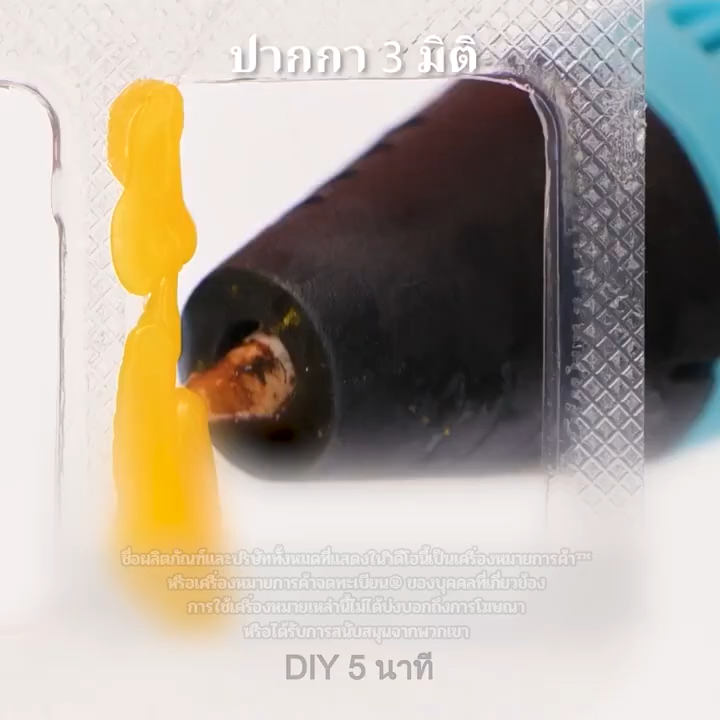 ปากกา 3 มิติ
ชื่อผลิตภัณฑ์และบริษัททั้งหมดที่แสดงในวิดีโอนี้เป็นเครื่องหมายการค้า™
หรือเครื่องหมายการค้าจดทะเบียน® ของบุคคลที่เกี่ยวข้อง
การใช้เครื่องหมายเหล่านี้ไม่ได้บ่งบอกถึงการโฆษณา
หรือได้รับการสนับสนุนจากพวกเขา
DIY 5 นาที